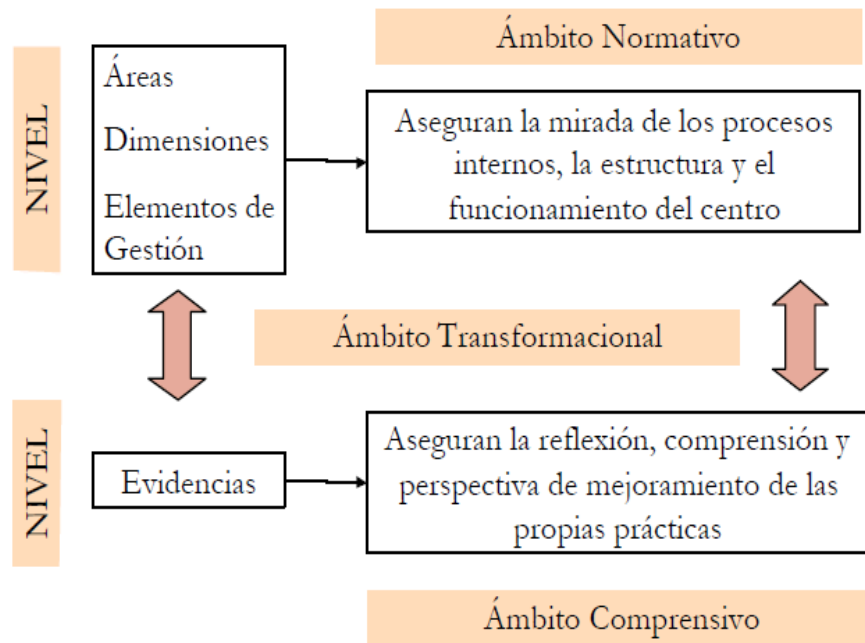 Ámbito Normativo
NIVEL
Áreas
Dimensiones
Elementos de
Gestión
Aseguran la mirada de los procesos
internos, la estructura y el
funcionamiento del centro
Ámbito Transformacional
NIVEL
Evidencias
Aseguran la reflexión, comprensión y
perspectiva de mejoramiento de las
propias prácticas
Ámbito Comprensivo